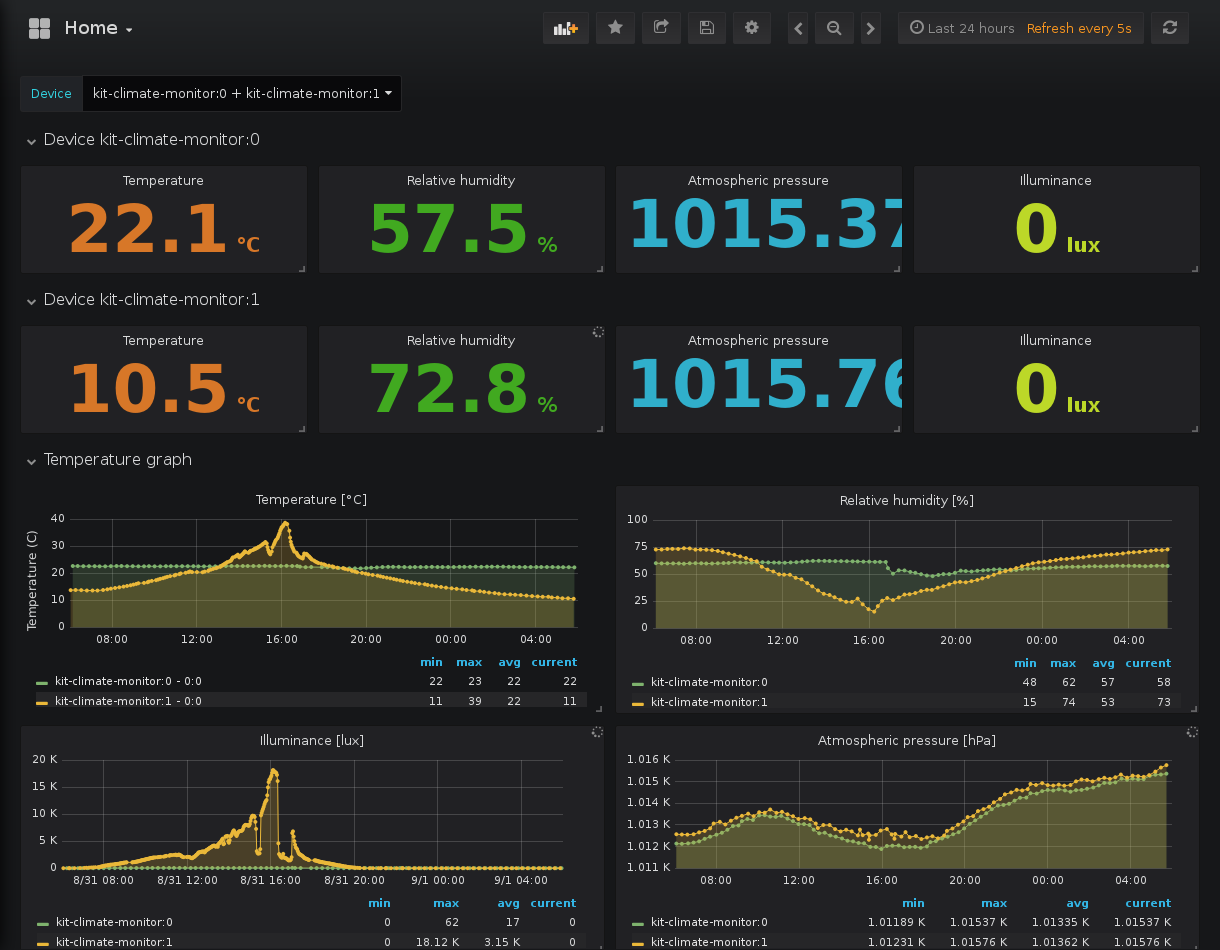 Home
Last 24 hours Refresh every 5s
Device kit-climate-monitor:0 + kit-climate-monitor:1
Device kit-climate-monitor:0
Temperature Relative humidity Atmospheric pressure Illuminance
22.1 °C 57.5 % 1015.37 0 lux
Device kit-climate-monitor:1
Temperature Relative humidity Atmospheric pressure Illuminance
10.5 °C 72.8 % 1015.76 0 lux
Temperature graph
Temperature [°C]
Temperature (C)
40
30
20
10
0
08:00 12:00 16:00 20:00 00:00 04:00
min max avg current
kit-climate-monitor:0 - 0:0 22 23 22 22
kit-climate-monitor:1 - 0:0 11 39 22 11
Relative humidity [%]
100
75
50
25
0
08:00 12:00 16:00 20:00 00:00 04:00
min max avg current
kit-climate-monitor:0 48 62 57 58
kit-climate-monitor:1 15 74 53 73
Illuminance [lux]
20 K
15 K
10 K
5 K
0
8/31 08:00 8/31 12:00 8/31 16:00 8/31 20:00 9/1 00:00 9/1 04:00
min max avg current
kit-climate-monitor:0 0 62 17 0
kit-climate-monitor:1 0 18.12 K 3.15 K 0
Atmospheric pressure [hPa]
1.016 K
1.015 K
1.014 K
1.013 K
1.012 K
1.011 K
08:00 12:00 16:00 20:00 00:00 04:00
min max avg current
kit-climate-monitor:0 1.01189 K 1.01537 K 1.01335 K 1.01537 K
kit-climate-monitor:1 1.01231 K 1.01576 K 1.01362 K 1.01576 K